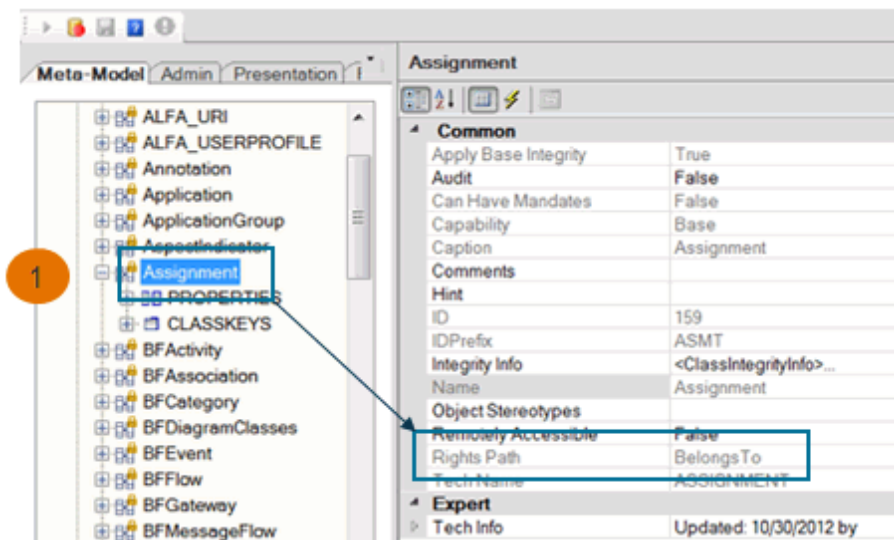 Meta-Model Admin Presentation
ALFA_URI
ALFA_USERPROFILE
Annotation
Application
ApplicationGroup
AspectIndicator
1
Assignment
PROPERTIES
CLASSKEYS
BFActivity
BFAssociation
BFCategory
BFDiagramClasses
BFEvent
BFFlow
BFGateway
BFMessageFlow
Assignment
Common
Apply Base Integrity True
Audit False
Can Have Mandates False
Capability Base
Caption Assignment
Comments
Hint
ID 159
IDPrefix ASMT
Integrity Info <ClassIntegrityInfo>...
Name Assignment
Object Stereotypes
Remotely Accessible False
Rights Path BelongsTo
Tech Name ASSIGNMENT
Expert
Tech Info Updated: 10/30/2012 by